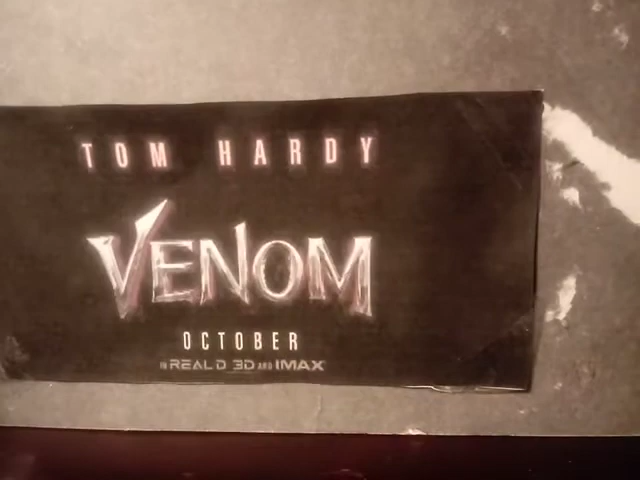 TOM HARDY
VENOM
OCTOBER
IN REAL D 3D AND IMAX